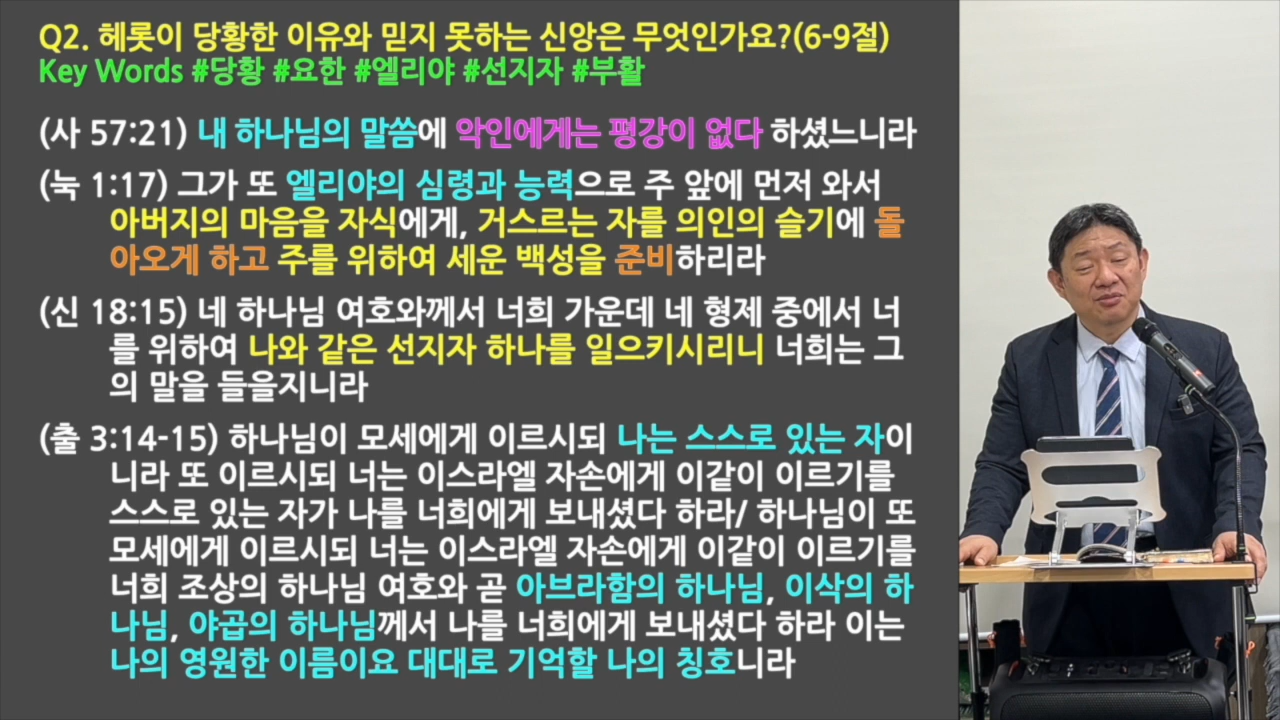 Q2. 헤롯이 당황한 이유와 믿지 못하는 신앙은 무엇인가요?(6-9절)
Key Words #당황 #요한 #엘리야 #선지자 #부활
(사 57:21) 내 하나님의 말씀에 악인에게는 평강이 없다 하셨느니라
(눅 1:17) 그가 또 엘리야의 심령과 능력으로 주 앞에 먼저 와서
아버지의 마음을 자식에게, 거스르는 자를 의인의 슬기에 돌
아오게 하고 주를 위하여 세운 백성을 준비하리라
(신 18:15) 네 하나님 여호와께서 너희 가운데 네 형제 중에서 너
를 위하여 나와 같은 선지자 하나를 일으키시리니 너희는 그
의 말을 들을지니라
(출 3:14-15) 하나님이 모세에게 이르시되 나는 스스로 있는 자이
니라 또 이르시되 너는 이스라엘 자손에게 이같이 이르기를
스스로 있는 자가 나를 너희에게 보내셨다 하라/ 하나님이 또
모세에게 이르시되 너는 이스라엘 자손에게 이같이 이르기를
너희 조상의 하나님 여호와 곧 아브라함의 하나님, 이삭의 하
나님, 야곱의 하나님께서 나를 너희에게 보내셨다 하라 이는
나의 영원한 이름이요 대대로 기억할 나의 칭호니라